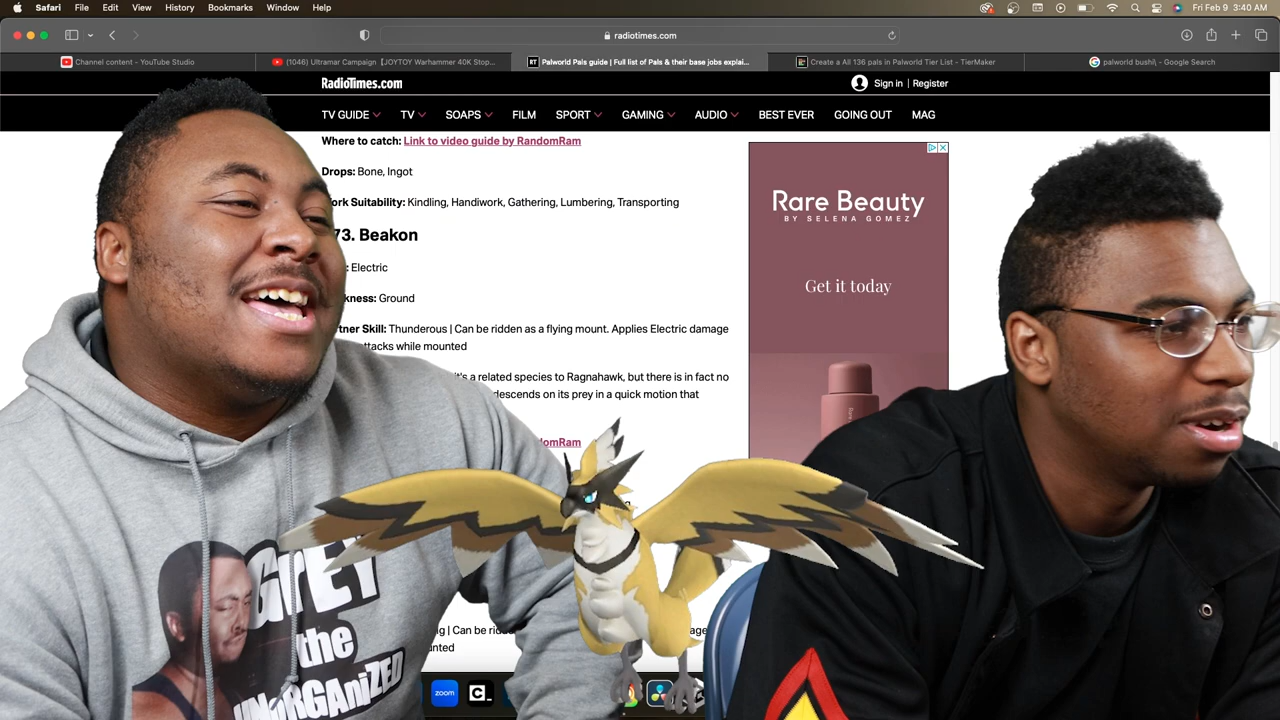 Safari File Edit View History Bookmarks Window Help Fri Feb 9 3:40 AM
radiotimes.com
Channel content - YouTube Studio
(1046) Ultramar Campaign【JOYTOY Warhammer 40K Stop...
Palworld Pals guide | Full list of Pals & their base jobs explai...
Create a All 136 pals in Palworld Tier List - TierMaker
palworld bushi\ - Google Search
RadioTimes.com Sign in | Register
TV GUIDE TV SOAPS FILM SPORT GAMING AUDIO BEST EVER GOING OUT MAG
Where to catch: Link to video guide by RandomRam
Drops: Bone, Ingot
ork Suitability: Kindling, Handiwork, Gathering, Lumbering, Transporting
73. Beakon
: Electric
kness: Ground
tner Skill: Thunderous | Can be ridden as a flying mount. Applies Electric damage
ttacks while mounted
it's a related species to Ragnahawk, but there is in fact no
descends on its prey in a quick motion that
domRam
g | Can be rid
age
unted
Rare Beauty
BY SELENA GOMEZ
Get it today
GrEY
the
UNORGANiZED
zoom
C.